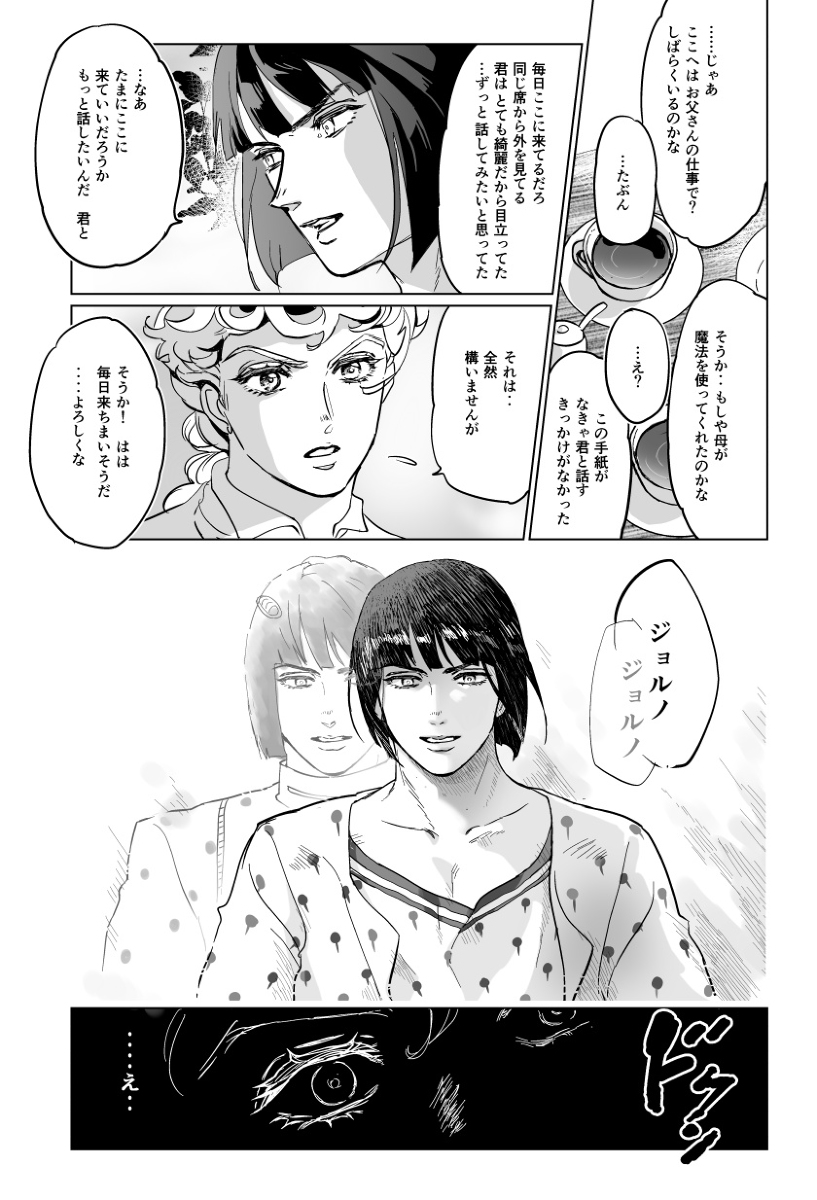 ……じゃあ
ここへは お父さんの仕事で?
しばらくいるのかな
…たぶん
そうか‥もしや母が
魔法を使ってくれたのかな
…え?
この手紙が
なきゃ君と話す
きっかけがなかった
毎日ここに来てるだろ
同じ席から外を見てる
君は とても綺麗だから目立ってた
…ずっと話してみたいと思ってた
…なあ
たまにここに
来ていいだろうか
もっと話したいんだ 君と
それは‥
全然
構いませんが
そうか! はは
毎日来ちまいそうだ
‥‥よろしくな
ジョルノ
ジョルノ
ドクン
‥‥え‥